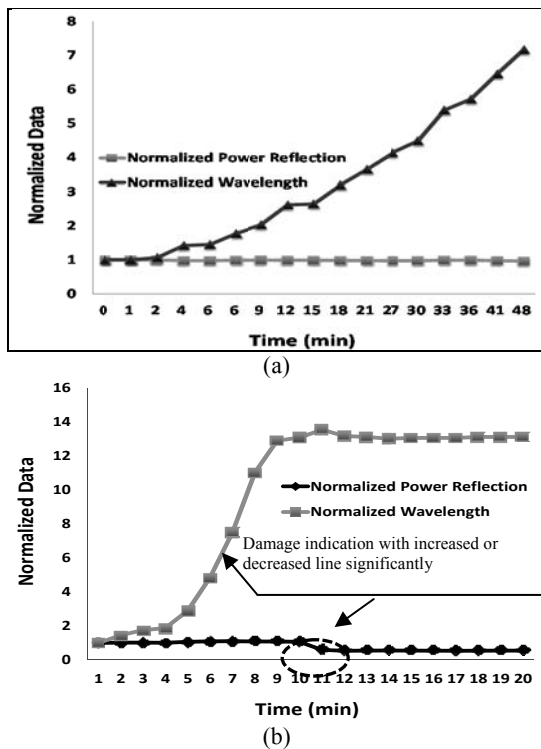 8
7
6
5
4
3
2
1
0
Normalized Data
Normalized Power Reflection
Normalized Wavelength
0 1 2 4 6 6 9 12 15 18 21 27 30 33 36 41 48
Time (min)
(a)
16
14
12
10
8
6
4
2
0
Normalized Data
Normalized Power Reflection
Normalized Wavelength
Damage indication with increased or
decreased line significantly
1 2 3 4 5 6 7 8 9 10 11 12 13 14 15 16 17 18 19 20
Time (min)
(b)